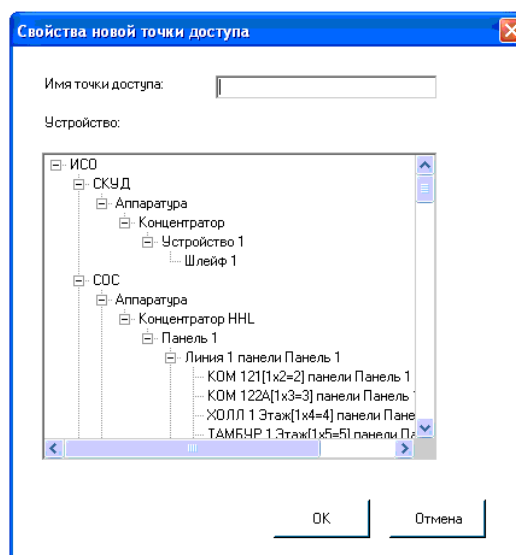 Свойства новой точки доступа
Имя точки доступа:
Устройство:
ИСО
СКУД
Аппаратура
Концентратор
Устройство 1
Шлейф 1
СОС
Аппаратура
Концентратор HHL
Панель 1
Линия 1 панели Панель 1
КОМ 121[1x2=2] панели Панель 1
КОМ 122А[1x3=3] панели Панель
ХОЛЛ 1 Этаж[1x4=4] панели Пане
ТАМБУР 1 Этаж[1x5=5] панели Па
OK
Отмена